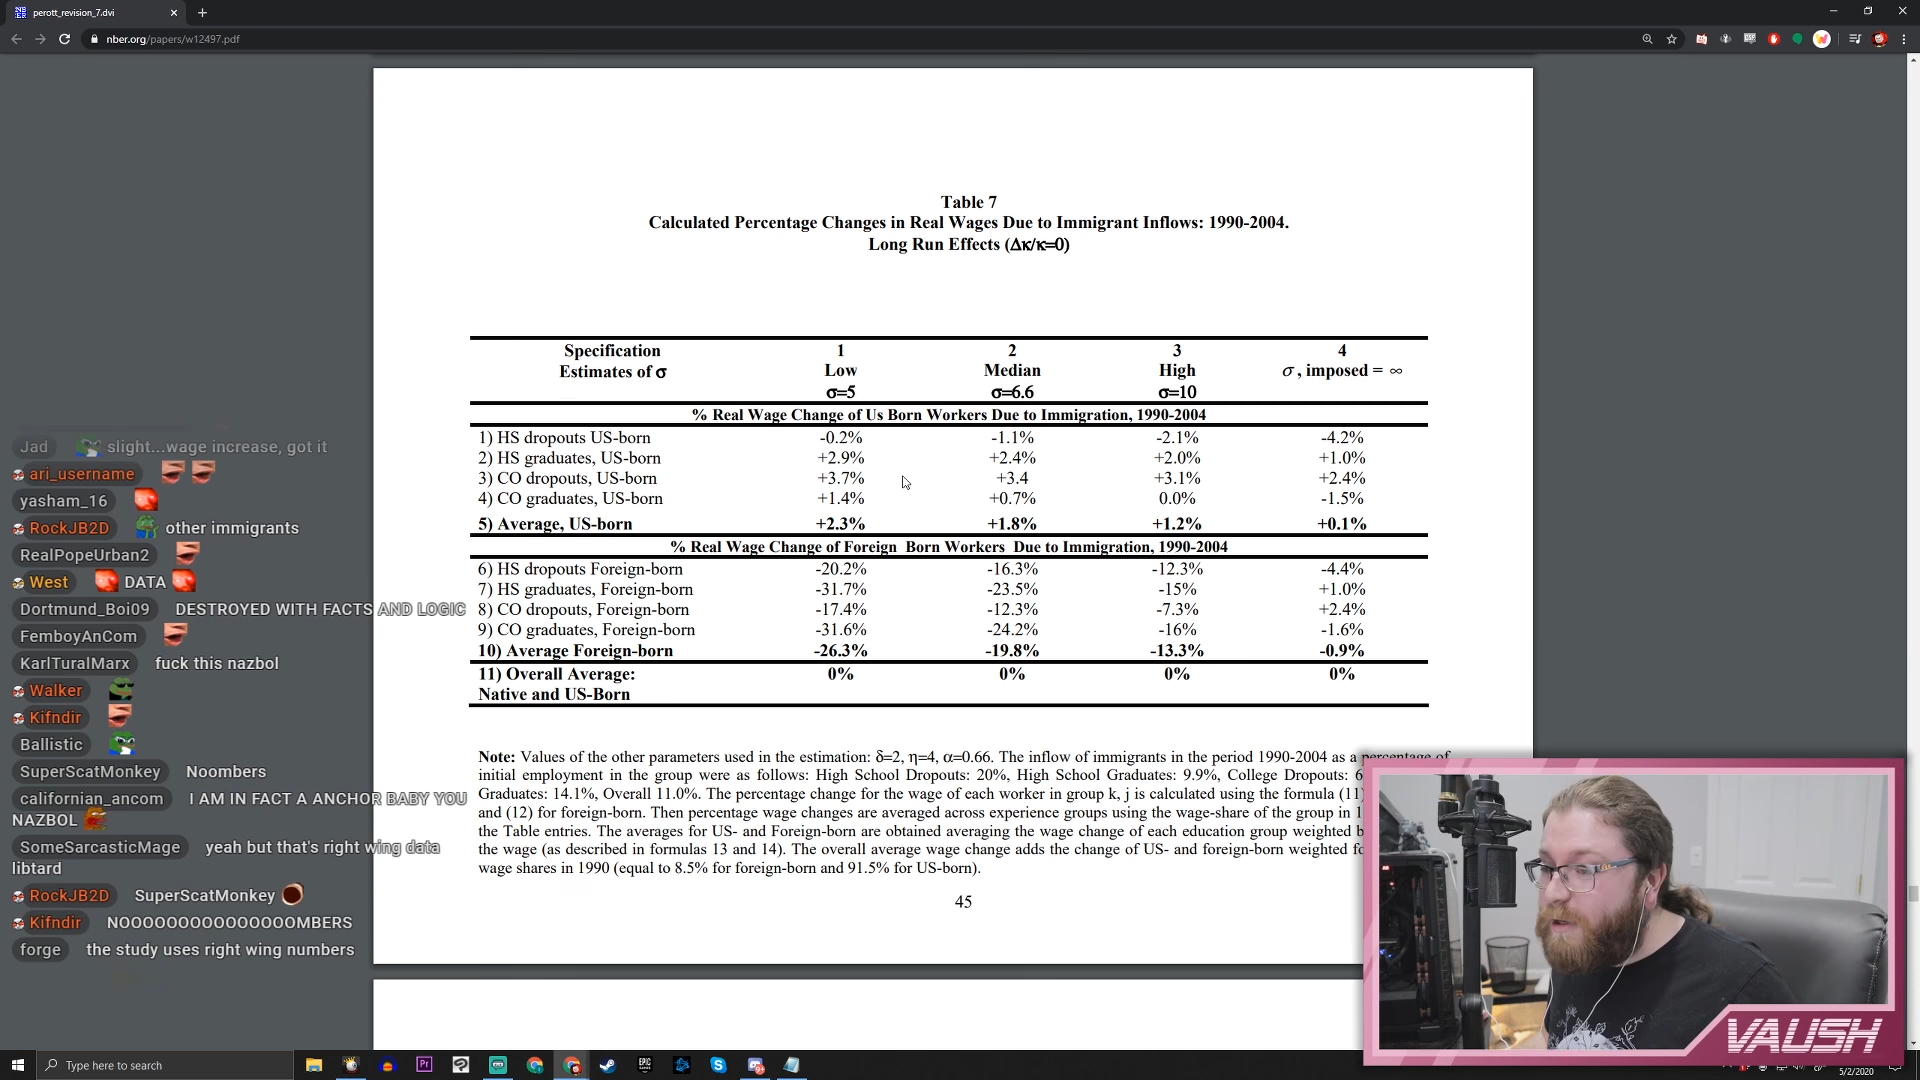 perott_revision_7.dvi
nber.org/papers/w12497.pdf
Table 7
Calculated Percentage Changes in Real Wages Due to Immigrant Inflows: 1990-2004.
Long Run Effects (Δκ/κ=0)
Specification 1 2 3 4
Estimates of σ Low Median High σ , imposed = ∞
σ=5 σ=6.6 σ=10
% Real Wage Change of Us Born Workers Due to Immigration, 1990-2004
1) HS dropouts US-born -0.2% -1.1% -2.1% -4.2%
2) HS graduates, US-born +2.9% +2.4% +2.0% +1.0%
3) CO dropouts, US-born +3.7% +3.4 +3.1% +2.4%
4) CO graduates, US-born +1.4% +0.7% 0.0% -1.5%
5) Average, US-born +2.3% +1.8% +1.2% +0.1%
% Real Wage Change of Foreign Born Workers Due to Immigration, 1990-2004
6) HS dropouts Foreign-born -20.2% -16.3% -12.3% -4.4%
7) HS graduates, Foreign-born -31.7% -23.5% -15% +1.0%
8) CO dropouts, Foreign-born -17.4% -12.3% -7.3% +2.4%
9) CO graduates, Foreign-born -31.6% -24.2% -16% -1.6%
10) Average Foreign-born -26.3% -19.8% -13.3% -0.9%
11) Overall Average: 0% 0% 0% 0%
Native and US-Born
Note: Values of the other parameters used in the estimation: δ=2, η=4, α=0.66. The inflow of immigrants in the period 1990-2004 as a percentage of
initial employment in the group were as follows: High School Dropouts: 20%, High School Graduates: 9.9%, College Dropouts: 6
Graduates: 14.1%, Overall 11.0%. The percentage change for the wage of each worker in group k, j is calculated using the formula (11)
and (12) for foreign-born. Then percentage wage changes are averaged across experience groups using the wage-share of the group in 1
the Table entries. The averages for US- and Foreign-born are obtained averaging the wage change of each education group weighted b
the wage (as described in formulas 13 and 14). The overall average wage change adds the change of US- and foreign-born weighted fo
wage shares in 1990 (equal to 8.5% for foreign-born and 91.5% for US-born).
45
Jad slight...wage increase, got it
ari_username
yasham_16
RockJB2D other immigrants
RealPopeUrban2
West DATA
Dortmund_Boi09 DESTROYED WITH FACTS AND LOGIC
FemboyAnCom
KarlTuralMarx fuck this nazbol
Walker
Kifndir
Ballistic
SuperScatMonkey Noombers
californian_ancom I AM IN FACT A ANCHOR BABY YOU
NAZBOL
SomeSarcasticMage yeah but that's right wing data
libtard
RockJB2D SuperScatMonkey
Kifndir NOOOOOOOOOOOOOOOMBERS
forge the study uses right wing numbers
VAUSH
Type here to search
5/2/2020